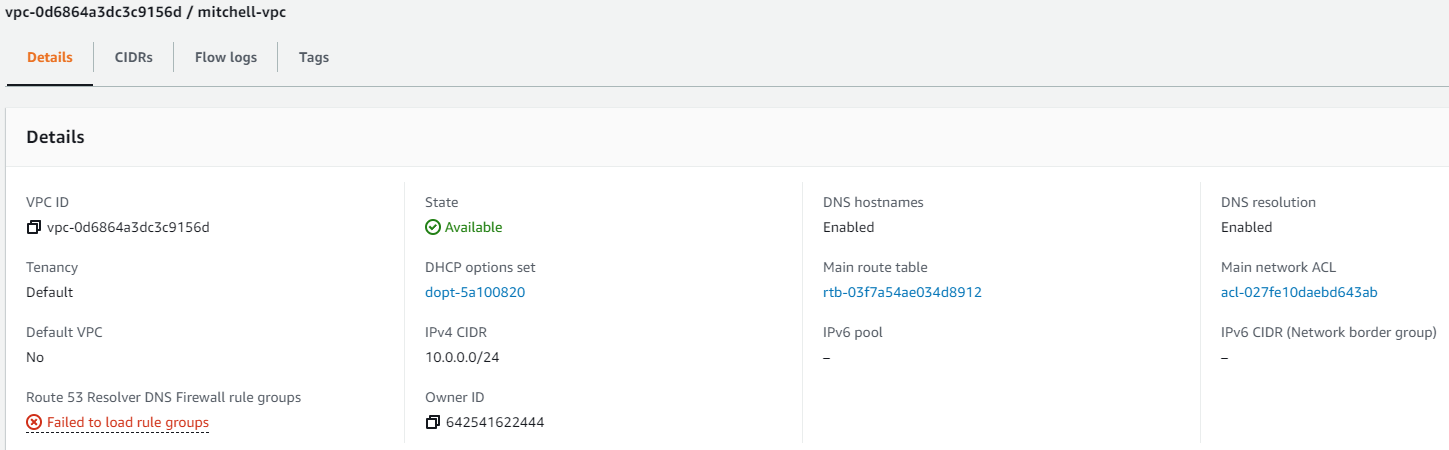 vpc-0d6864a3dc3c9156d / mitchell-vpc
Details CIDRs Flow logs Tags
Details
VPC ID State DNS hostnames DNS resolution
vpc-0d6864a3dc3c9156d Available Enabled Enabled
Tenancy DHCP options set Main route table Main network ACL
Default dopt-5a100820 rtb-03f7a54ae034d8912 acl-027fe10daebd643ab
Default VPC IPv4 CIDR IPv6 pool IPv6 CIDR (Network border group)
No 10.0.0.0/24 – –
Route 53 Resolver DNS Firewall rule groups Owner ID
Failed to load rule groups 642541622444